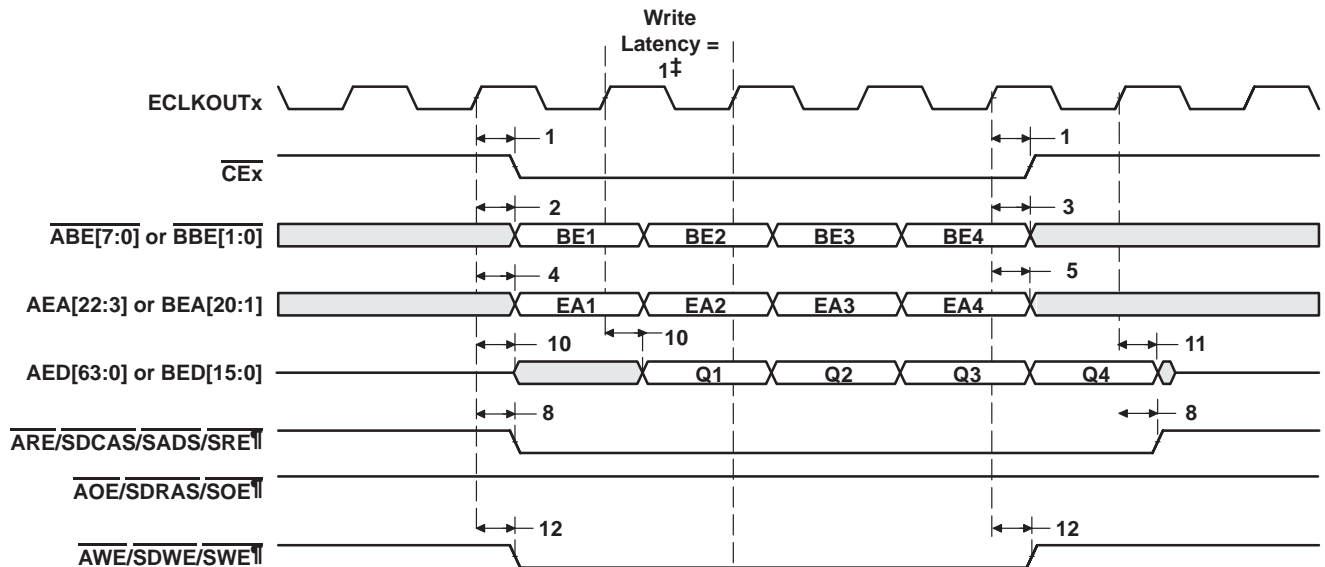 Write
Latency =
1‡
ECLKOUTx
1 1
CEx
2 3
ABE[7:0] or BBE[1:0] BE1 BE2 BE3 BE4
4 5
AEA[22:3] or BEA[20:1] EA1 EA2 EA3 EA4
10 10 11
AED[63:0] or BED[15:0] Q1 Q2 Q3 Q4
8 8
ARE/SDCAS/SADS/SRE¶
AOE/SDRAS/SOE¶
12 12
AWE/SDWE/SWE¶